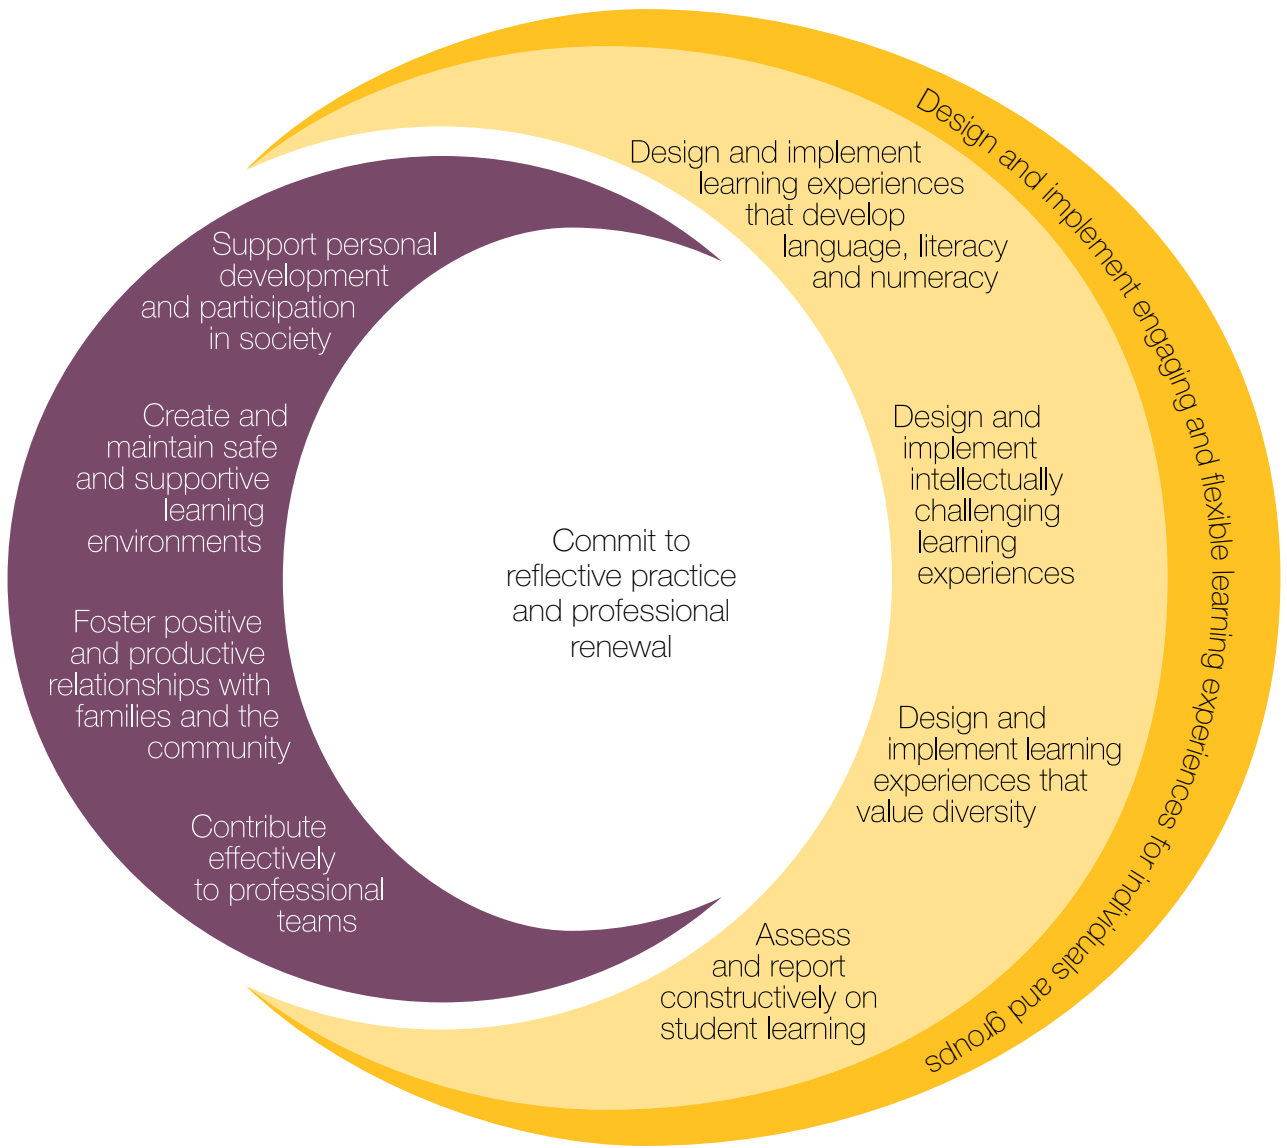 Design and implement engaging and flexible learning experiences for individuals and groups
Design and implement
learning experiences
that develop
language, literacy
and numeracy
Design and
implement
intellectually
challenging
learning
experiences
Design and
implement learning
experiences that
value diversity
Assess
and report
constructively on
student learning
Support personal
development
and participation
in society
Create and
maintain safe
and supportive
learning
environments
Foster positive
and productive
relationships with
families and the
community
Contribute
effectively
to professional
teams
Commit to
reflective practice
and professional
renewal